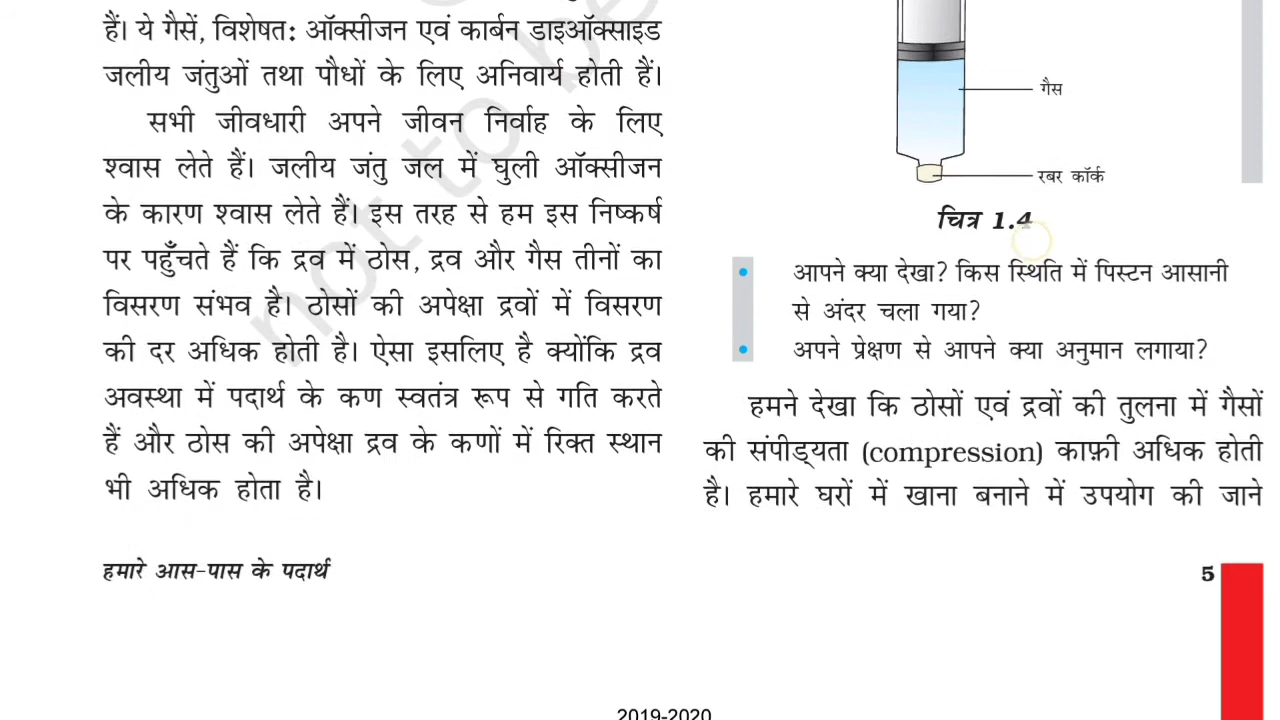 हैं। ये गैसें, विशेषत: ऑक्सीजन एवं कार्बन डाइऑक्साइड
जलीय जंतुओं तथा पौधों के लिए अनिवार्य होती हैं।
सभी जीवधारी अपने जीवन निर्वाह के लिए
श्वास लेते हैं। जलीय जंतु जल में घुली ऑक्सीजन
के कारण श्वास लेते हैं। इस तरह से हम इस निष्कर्ष
पर पहुँचते हैं कि द्रव में ठोस, द्रव और गैस तीनों का
विसरण संभव है। ठोसों की अपेक्षा द्रवों में विसरण
की दर अधिक होती है। ऐसा इसलिए है क्योंकि द्रव
अवस्था में पदार्थ के कण स्वतंत्र रूप से गति करते
हैं और ठोस की अपेक्षा द्रव के कणों में रिक्त स्थान
भी अधिक होता है।
गैस
रबर कॉर्क
चित्र 1.4
• आपने क्या देखा? किस स्थिति में पिस्टन आसानी
से अंदर चला गया?
• अपने प्रेक्षण से आपने क्या अनुमान लगाया?
हमने देखा कि ठोसों एवं द्रवों की तुलना में गैसों
की संपीड्यता (compression) काफ़ी अधिक होती
है। हमारे घरों में खाना बनाने में उपयोग की जाने
हमारे आस-पास के पदार्थ
5
2019-2020
not to be